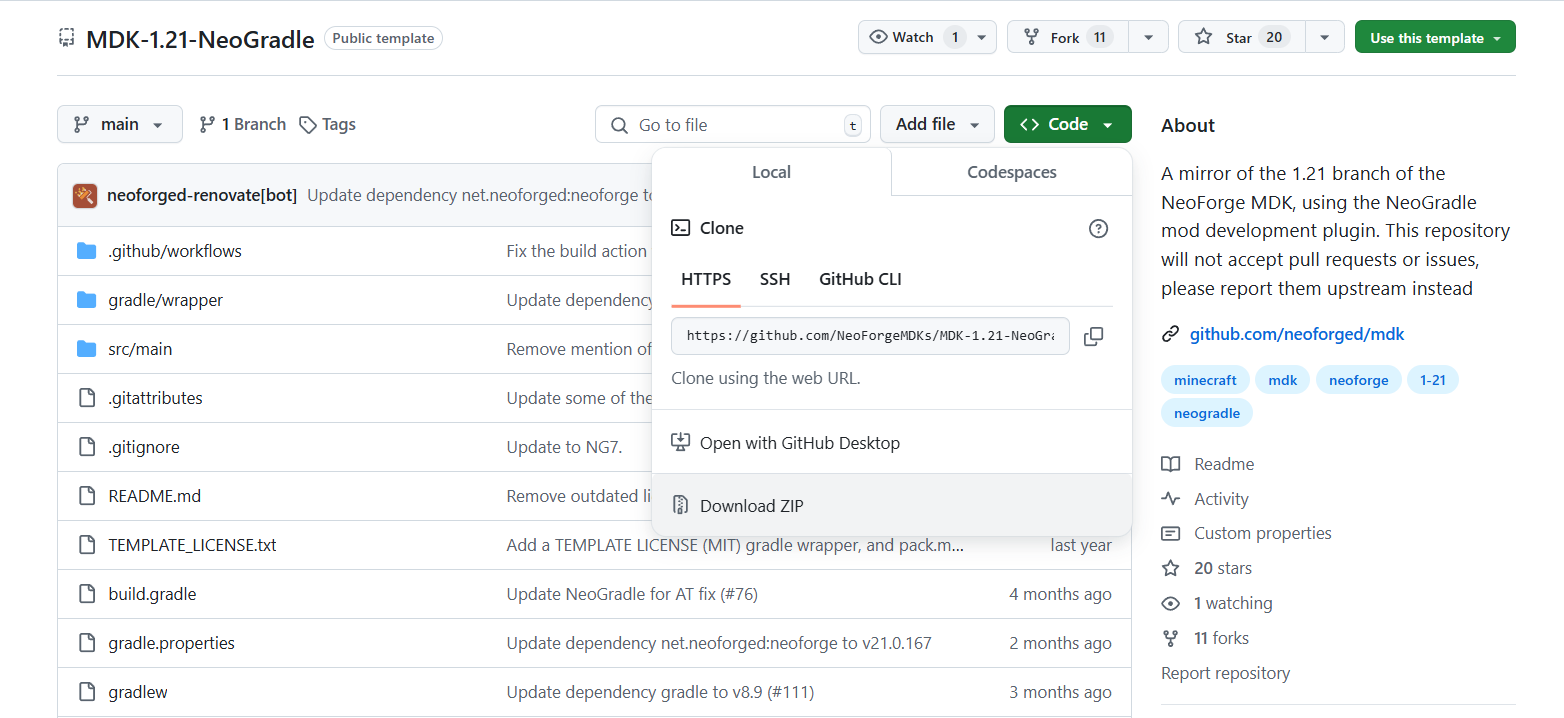 MDK-1.21-NeoGradle Public template
Watch 1
Fork 11
Star 20
Use this template
main
1 Branch
Tags
Go to file t
Add file
Code
neoforged-renovate[bot] Update dependency net.neoforged:neoforge to
.github/workflows Fix the build action
gradle/wrapper Update dependency
src/main Remove mention of
.gitattributes Update some of the
.gitignore Update to NG7.
README.md Remove outdated li
TEMPLATE_LICENSE.txt Add a TEMPLATE LICENSE (MIT) gradle wrapper, and pack.m... last year
build.gradle Update NeoGradle for AT fix (#76) 4 months ago
gradle.properties Update dependency net.neoforged:neoforge to v21.0.167 2 months ago
gradlew Update dependency gradle to v8.9 (#111) 3 months ago
Local Codespaces
Clone
HTTPS SSH GitHub CLI
https://github.com/NeoForgeMDKs/MDK-1.21-NeoGra
Clone using the web URL.
Open with GitHub Desktop
Download ZIP
About
A mirror of the 1.21 branch of the
NeoForge MDK, using the NeoGradle
mod development plugin. This repository
will not accept pull requests or issues,
please report them upstream instead
github.com/neoforged/mdk
minecraft mdk neoforge 1-21
neogradle
Readme
Activity
Custom properties
20 stars
1 watching
11 forks
Report repository